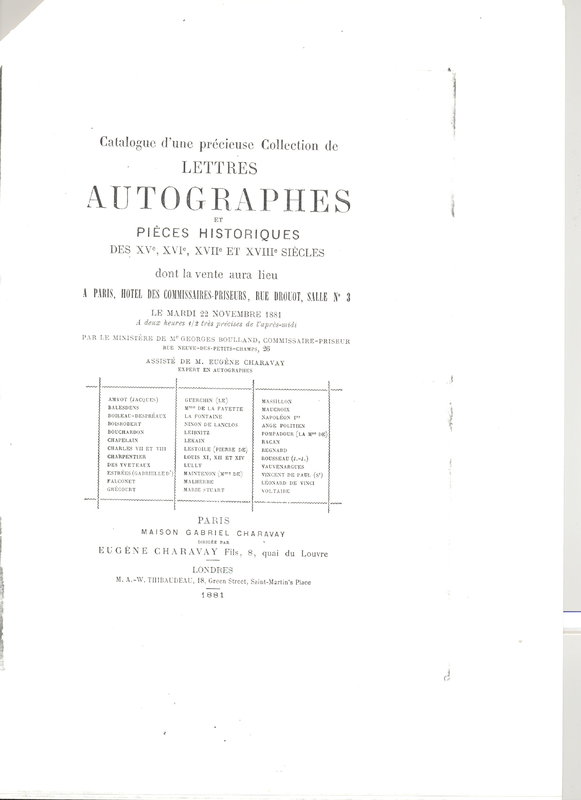 Catalogue d'une précieuse Collection de
LETTRES
AUTOGRAPHES
ET
PIÈCES HISTORIQUES
DES XVe, XVIe, XVIIe ET XVIIIe SIÈCLES
dont la vente aura lieu
A PARIS, HOTEL DES COMMISSAIRES-PRISEURS, RUE DROUOT, SALLE No 3
LE MARDI 22 NOVEMBRE 1881
A deux heures 1/2 très précises de l'après-midi
PAR LE MINISTÈRE DE Me GEORGES BOULLAND, COMMISSAIRE-PRISEUR
RUE NEUVE-DES-PETITS-CHAMPS, 26
ASSISTÉ DE M. EUGÈNE CHARAVAY
EXPERT EN AUTOGRAPHES
AMYOT (JACQUES)
BALESDENS
BOILEAU-DESPRÉAUX
BOISROBERT
BOUCHARDON
CHAPELAIN
CHARLES VII ET VIII
CHARPENTIER
DES YVETEAUX
ESTRÉES (GABRIELLE D')
FALCONET
GRÉCOURT
GUERCHIN (LE)
Mme DE LA FAYETTE
LA FONTAINE
NINON DE LANCLOS
LEIBNITZ
LEKAIN
LESTOILE (PIERRE DE)
LOUIS XI, XII ET XIV
LULLY
MAINTENON (Mme DE)
MALHERBE
MARIE STUART
MASSILLON
MAUCROIX
NAPOLÉON Ier
ANGE POLITIEN
POMPADOUR (LA Mise DE)
RACAN
REGNARD
ROUSSEAU (J.-J.)
VAUVENARGUES
VINCENT DE PAUL (St)
LÉONARD DE VINCI
VOLTAIRE
PARIS
MAISON GABRIEL CHARAVAY
DIRIGÉE PAR
EUGÈNE CHARAVAY Fils, 8, quai du Louvre
LONDRES
M. A.-W. THIBAUDEAU, 18, Green Street, Saint-Martin's Place
1881